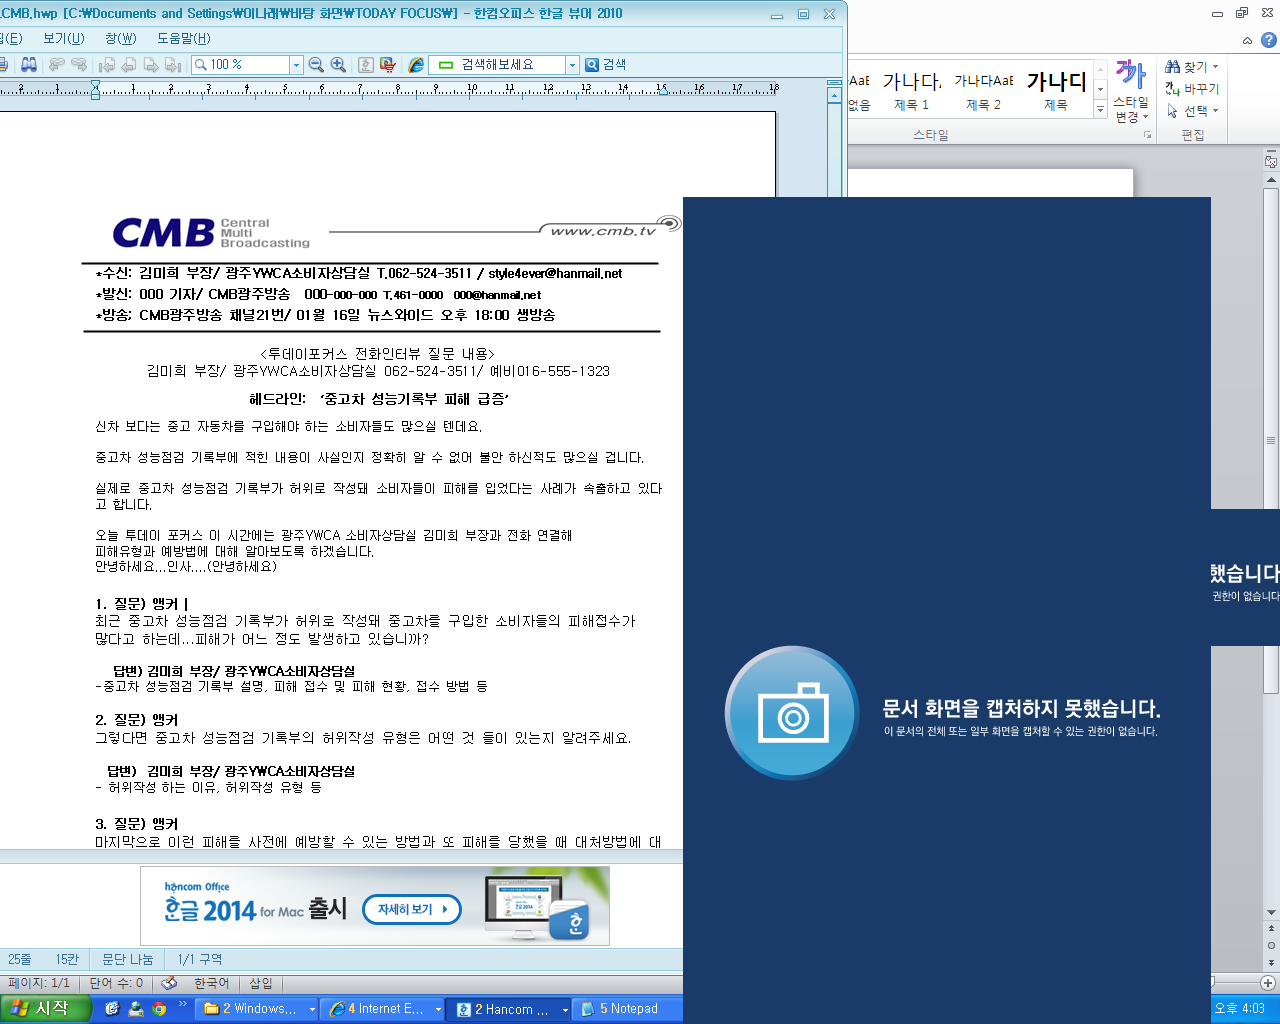 .CMB.hwp [C:\Documents and Settings\이나래\바탕 화면\TODAY FOCUS\] - 한컴오피스 한글 뷰어 2010
집(E) 보기(U) 창(W) 도움말(H)
100 % 검색해보세요 검색
2 1 1 2 3 4 5 6 7 8 9 10 11 12 13 14 15 16 17 18
AaE 가나다, 가나다AaE 가나디
없음 제목 1 제목 2 제목
스타일 변경
스타일
찾기
바꾸기
선택
편집
CMB Central Multi Broadcasting
www.cmb.tv
*수신: 김미희 부장/ 광주YWCA소비자상담실 T.062-524-3511 / style4ever@hanmail.net
*발신: 000 기자/ CMB광주방송 000-000-000 T.461-0000 000@hanmail.net
*방송: CMB광주방송 채널21번/ 01월 16일 뉴스와이드 오후 18:00 생방송
<투데이포커스 전화인터뷰 질문 내용>
김미희 부장/ 광주YWCA소비자상담실 062-524-3511/ 예비016-555-1323
헤드라인: '중고차 성능기록부 피해 급증'
신차 보다는 중고 자동차를 구입해야 하는 소비자들도 많으실 텐데요.
중고차 성능점검 기록부에 적힌 내용이 사실인지 정확히 알 수 없어 불안 하신적도 많으실 겁니다.
실제로 중고차 성능점검 기록부가 허위로 작성돼 소비자들이 피해를 입었다는 사례가 속출하고 있다
고 합니다.
오늘 투데이 포커스 이 시간에는 광주YWCA 소비자상담실 김미희 부장과 전화 연결해
피해유형과 예방법에 대해 알아보도록 하겠습니다.
안녕하세요...인사....(안녕하세요)
1. 질문) 앵커
최근 중고차 성능점검 기록부가 허위로 작성돼 중고차를 구입한 소비자들의 피해접수가
많다고 하는데...피해가 어느 정도 발생하고 있습니까?
답변) 김미희 부장/ 광주YWCA소비자상담실
-중고차 성능점검 기록부 설명, 피해 접수 및 피해 현황, 접수 방법 등
2. 질문) 앵커
그렇다면 중고차 성능점검 기록부의 허위작성 유형은 어떤 것 들이 있는지 알려주세요.
답변) 김미희 부장/ 광주YWCA소비자상담실
- 허위작성 하는 이유, 허위작성 유형 등
3. 질문) 앵커
마지막으로 이런 피해를 사전에 예방할 수 있는 방법과 또 피해를 당했을 때 대처방법에 대
했습니다
권한이 없습니다
문서 화면을 캡처하지 못했습니다.
이 문서의 전체 또는 일부 화면을 캡처할 수 있는 권한이 없습니다.
hancom Office
한글 2014 for Mac 출시
자세히 보기
25줄 15칸 문단 나눔 1/1 구역
페이지: 1/1 단어 수: 0 한국어 삽입
시작 2 Windows... 4 Internet E... 2 Hancom ... 5 Notepad 오후 4:03